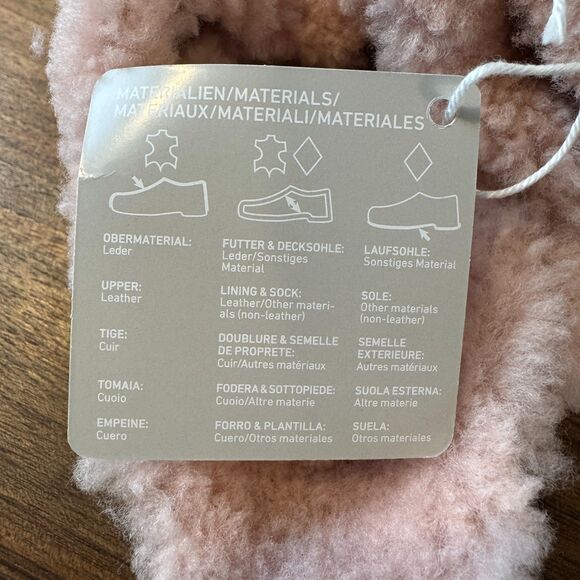 MATERIALIEN/MATERIALS/
MATERIAUX/MATERIALI/MATERIALES
OBERMATERIAL:
Leder
UPPER:
Leather
TIGE:
Cuir
TOMAIA:
Cuoio
EMPEINE:
Cuero
FUTTER & DECKSOHLE:
Leder/Sonstiges
Material
LINING & SOCK:
Leather/Other materi-
als (non-leather)
DOUBLURE & SEMELLE
DE PROPRETE:
Cuir/Autres matériaux
FODERA & SOTTOPIEDE:
Cuoio/Altre materie
FORRO & PLANTILLA:
Cuero/Otros materiales
LAUFSOHLE:
Sonstiges Material
SOLE:
Other materials
(non-leather)
SEMELLE
EXTERIEURE:
Autres matériaux
SUOLA ESTERNA:
Altre materie
SUELA:
Otros materiales